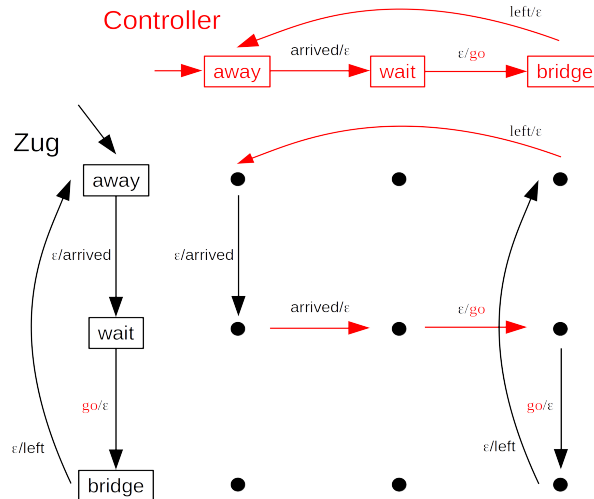 Controller
left/ε
arrived/ε
ε/go
away
wait
bridge
Zug
left/ε
away
ε/arrived
ε/arrived
arrived/ε
ε/go
wait
go/ε
go/ε
ε/left
ε/left
bridge